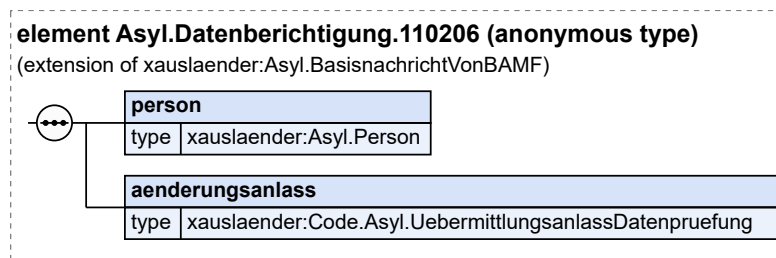 element Asyl.Datenberichtigung.110206 (anonymous type)
(extension of xauslaender:Asyl.BasisnachrichtVonBAMF)
person
type xauslaender:Asyl.Person
aenderungsanlass
type xauslaender:Code.Asyl.UebermittlungsanlassDatenpruefung